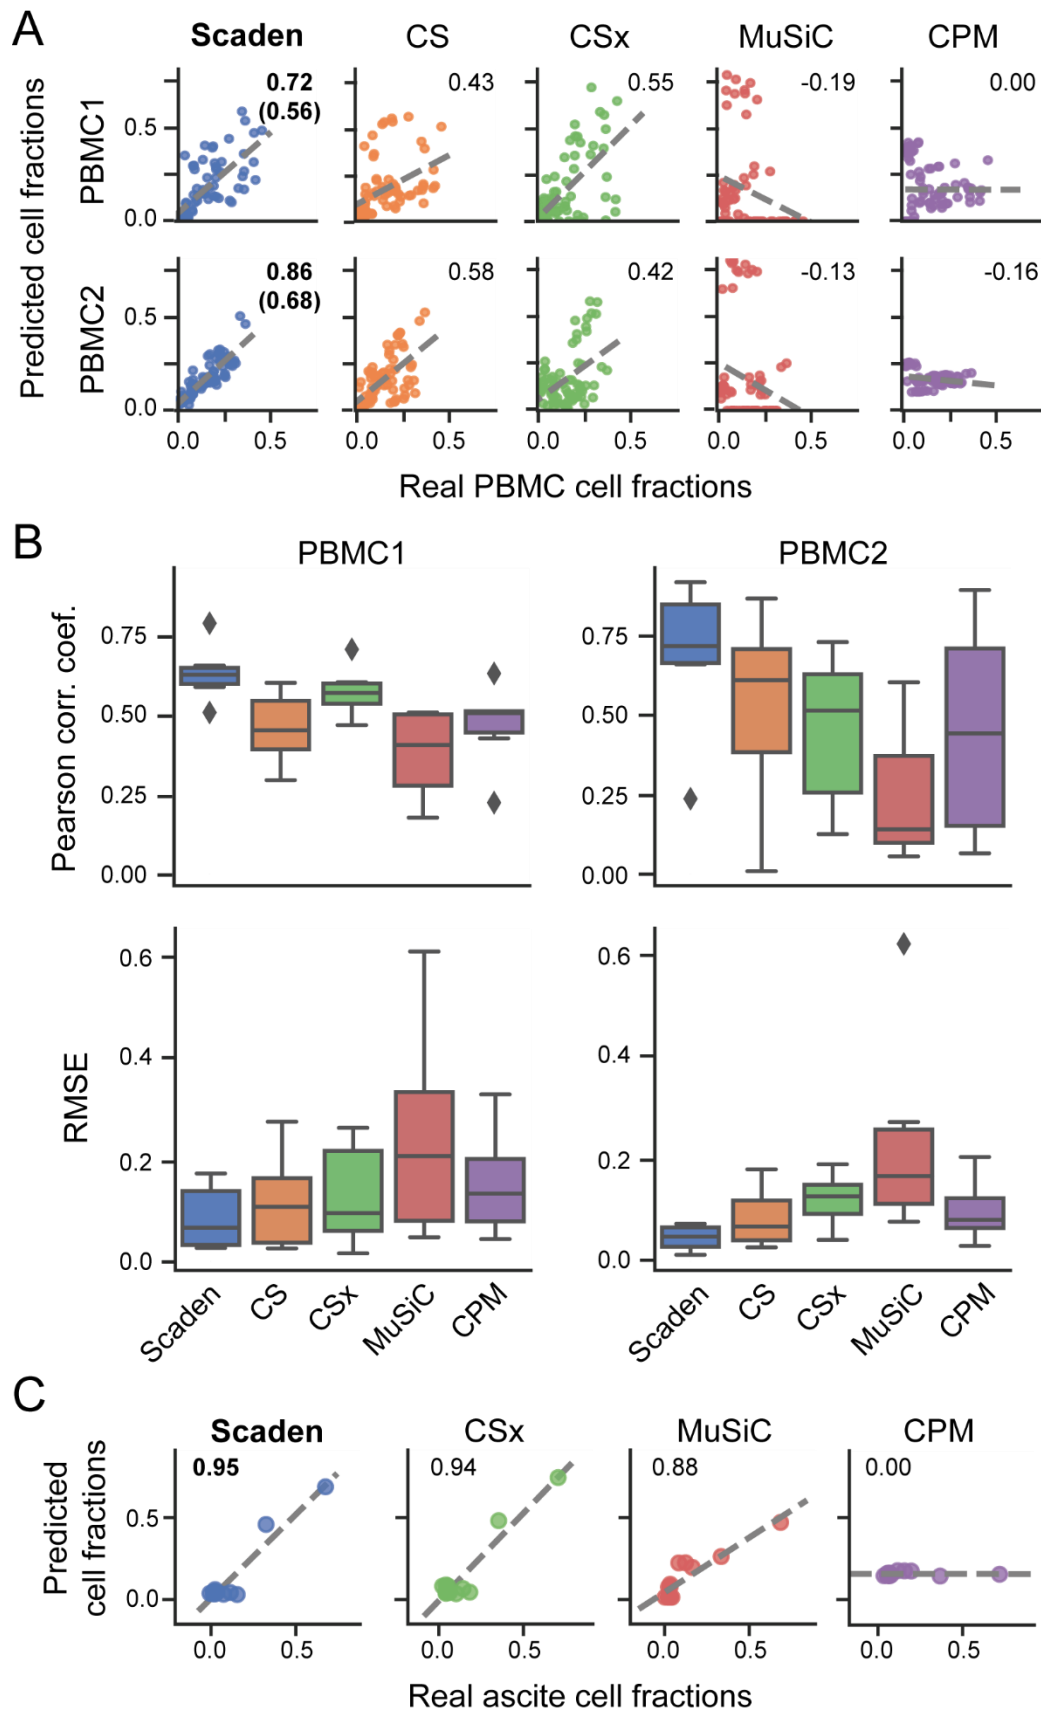 A
Scaden CS CSx MuSiC CPM
Predicted cell fractions
PBMC1
0.5
0.0
0.72
(0.56)
0.43
0.55
-0.19
0.00
PBMC2
0.5
0.0
0.86
(0.68)
0.58
0.42
-0.13
-0.16
0.0 0.5 0.0 0.5 0.0 0.5 0.0 0.5 0.0 0.5
Real PBMC cell fractions
B
PBMC1 PBMC2
Pearson corr. coef.
0.75
0.50
0.25
0.00
0.75
0.50
0.25
0.00
RMSE
0.6
0.4
0.2
0.0
0.6
0.4
0.2
0.0
Scaden CS CSx MuSiC CPM
Scaden CS CSx MuSiC CPM
C
Scaden CSx MuSiC CPM
Predicted
cell fractions
0.5
0.0
0.95 0.94 0.88 0.00
0.0 0.5 0.0 0.5 0.0 0.5 0.0 0.5
Real ascite cell fractions